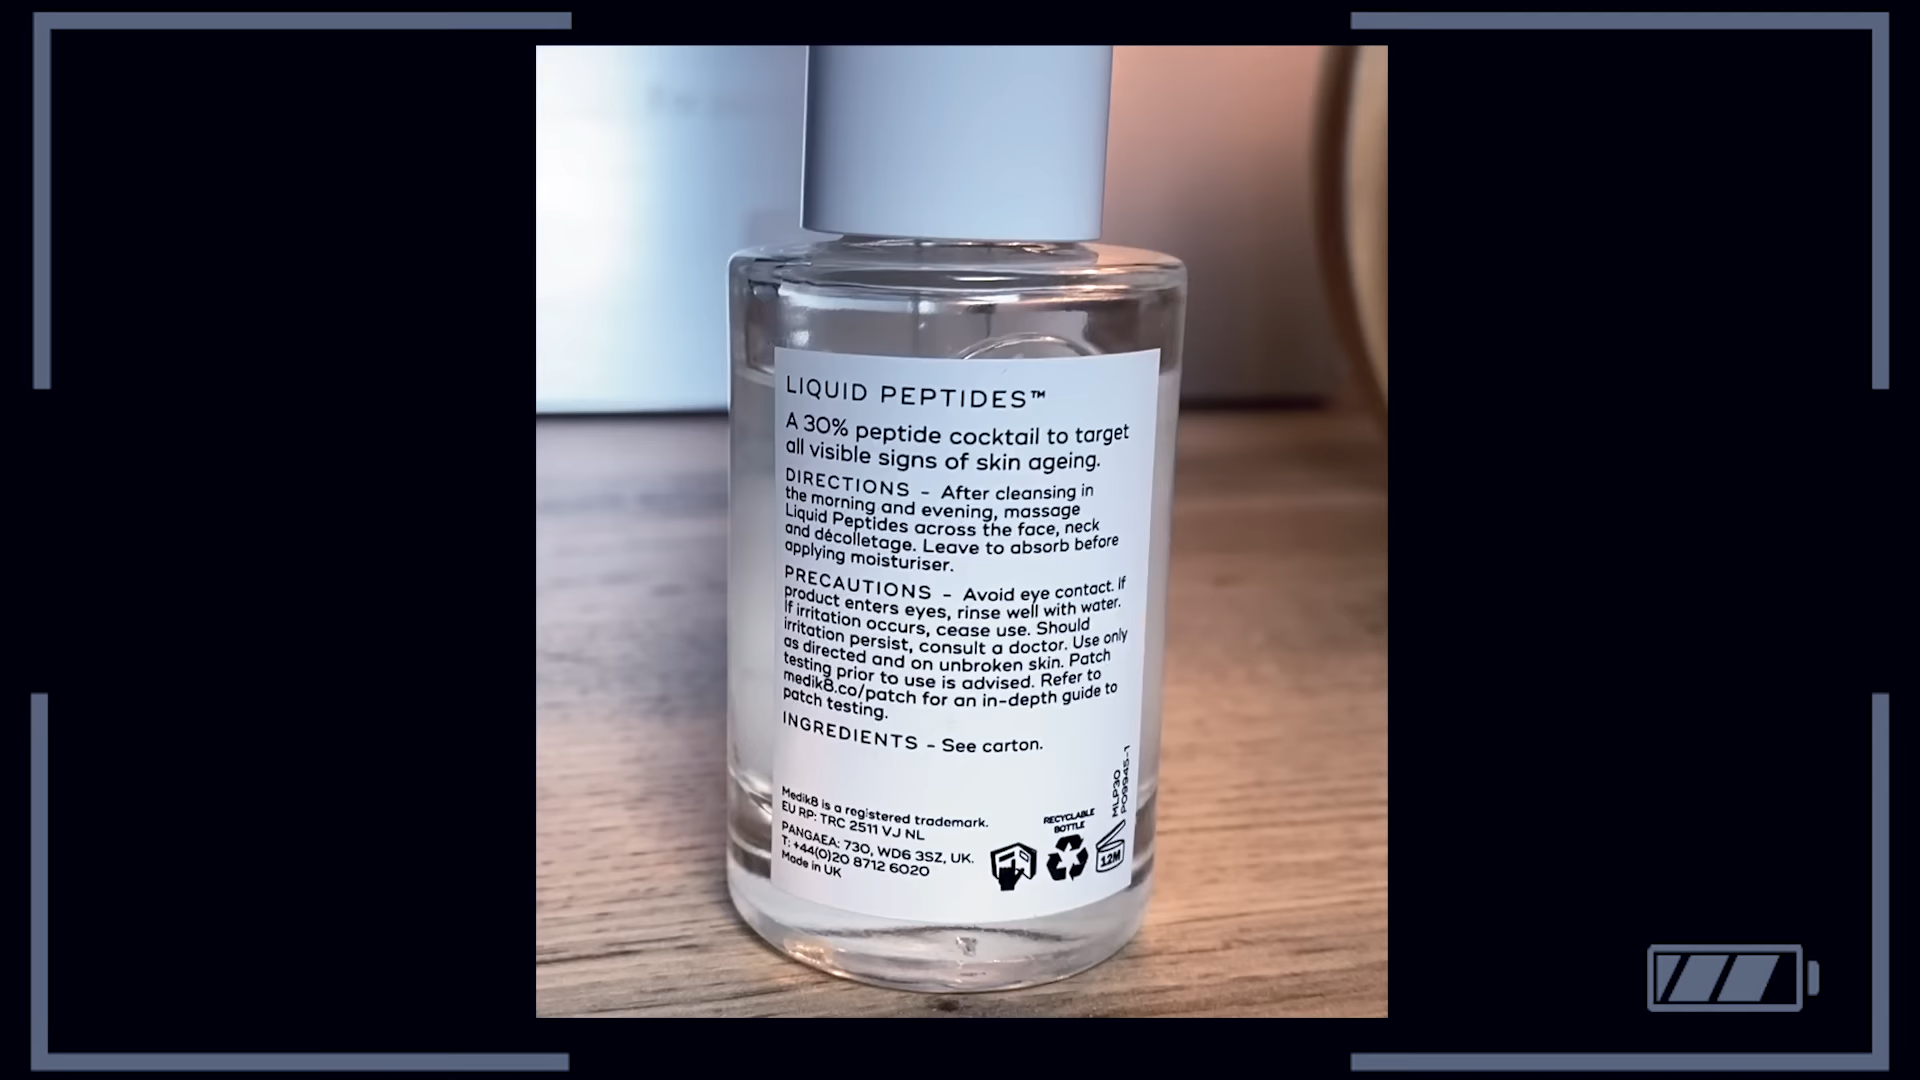 LIQUID PEPTIDES™
A 30% peptide cocktail to target
all visible signs of skin ageing.
DIRECTIONS – After cleansing in
the morning and evening, massage
Liquid Peptides across the face, neck
and décolletage. Leave to absorb before
applying moisturiser.
PRECAUTIONS – Avoid eye contact. If
product enters eyes, rinse well with water.
If irritation occurs, cease use. Should
irritation persist, consult a doctor. Use only
as directed and on unbroken skin. Patch
testing prior to use is advised. Refer to
medik8.co/patch for an in-depth guide to
patch testing.
INGREDIENTS – See carton.
Medik8 is a registered trademark.
EU RP: TRC 2511 VJ NL
PANGAEA: 730, WD6 3SZ, UK.
T: +44(0)20 8712 6020
Made in UK
RECYCLABLE
BOTTLE
12M
MLP30
P09945-1